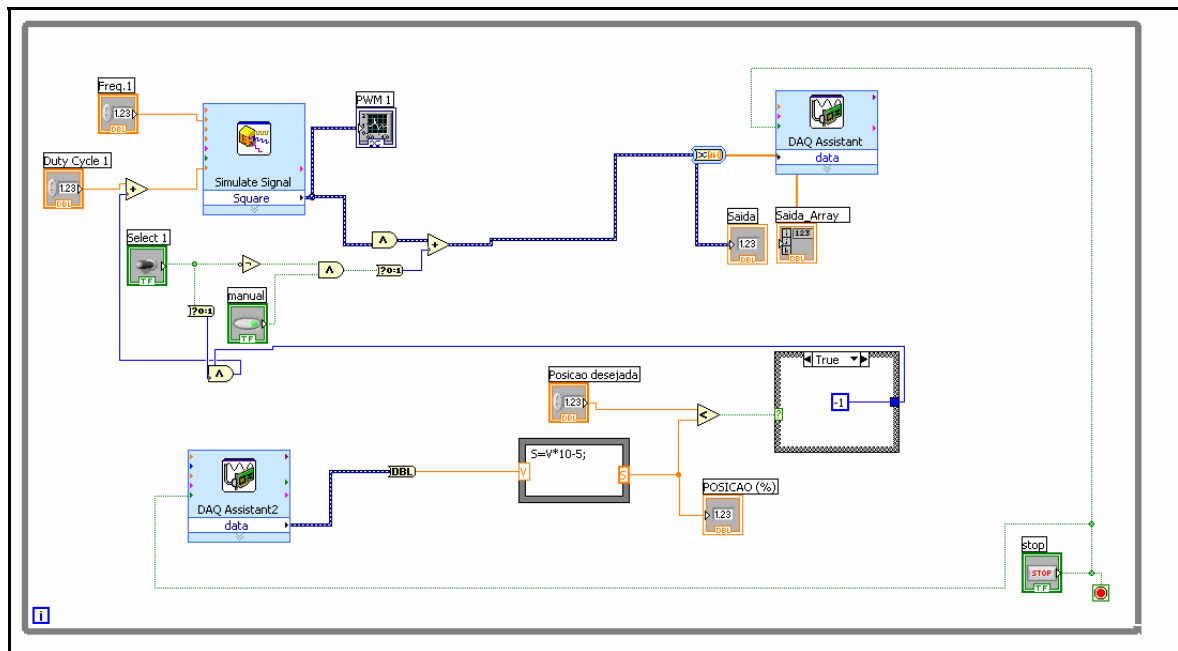 Freq.1
1.23
DBL
PWM 1
Simulate Signal
Square
Duty Cycle 1
1.23
DBL
+
DAQ Assistant
data
Saida
1.23
DBL
Saida_Array
i
j
k
123
DBL
Select 1
TF
¬
Λ
Λ
+
?0:1
?0:1
manual
TF
Λ
Posicao desejada
1.23
DBL
<
True
?
-1
DAQ Assistant2
data
DBL
V
S=V*10-5;
S
POSICAO (%)
1.23
DBL
stop
STOP
TF
i